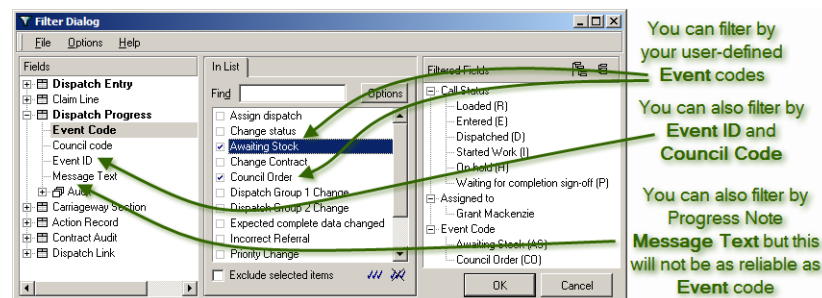 Filter Dialog
File Options Help
Fields
Dispatch Entry
Claim Line
Dispatch Progress
Event Code
Council code
Event ID
Message Text
Audit
Carriageway Section
Action Record
Contract Audit
Dispatch Link
In List
Find
Options
Assign dispatch
Change status
Awaiting Stock
Change Contract
Council Order
Dispatch Group 1 Change
Dispatch Group 2 Change
Expected complete data changed
Incorrect Referral
Priority Change
Exclude selected items
Filtered Fields
Call Status
Loaded (R)
Entered (E)
Dispatched (D)
Started Work (I)
On hold (H)
Waiting for completion sign-off (P)
Assigned to
Grant Mackenzie
Event Code
Awaiting Stock (AS)
Council Order (CO)
OK Cancel
You can filter by
your user-defined
Event codes
You can also filter by
Event ID and
Council Code
You can also filter by
Progress Note
Message Text but this
will not be as reliable as
Event code